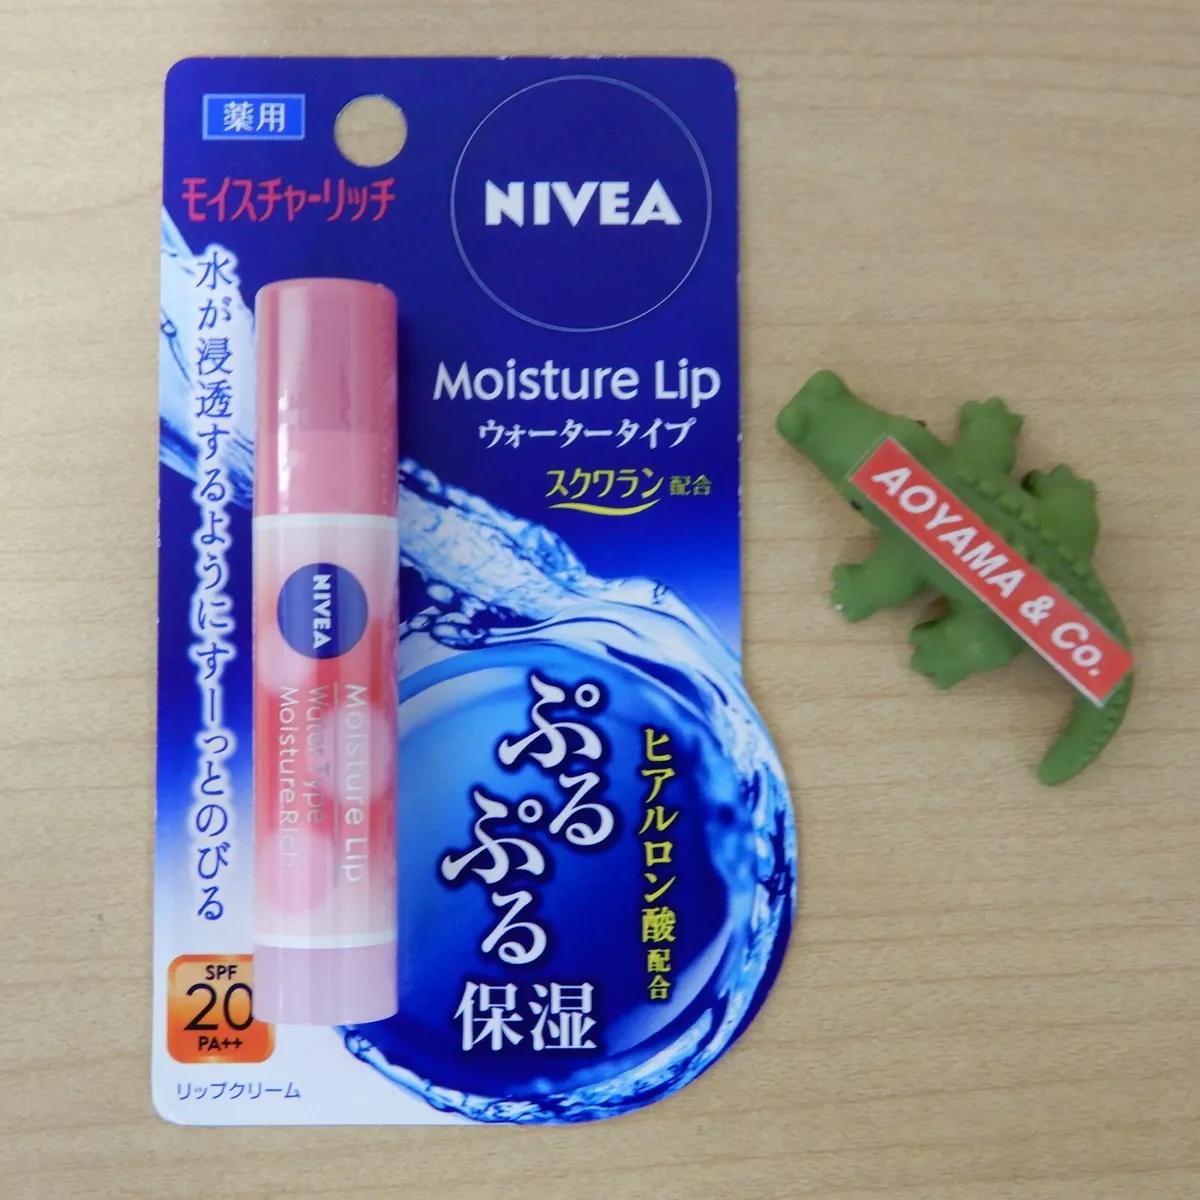 薬用
モイスチャーリッチ
NIVEA
Moisture Lip
ウォータータイプ
スクワラン配合
水が浸透するようにすーっとのびる
NIVEA
Moisture Lip
Water Type
Moisture Rich
ぷるぷる保湿
ヒアルロン酸配合
SPF
20
PA++
リップクリーム
AOYAMA & Co.